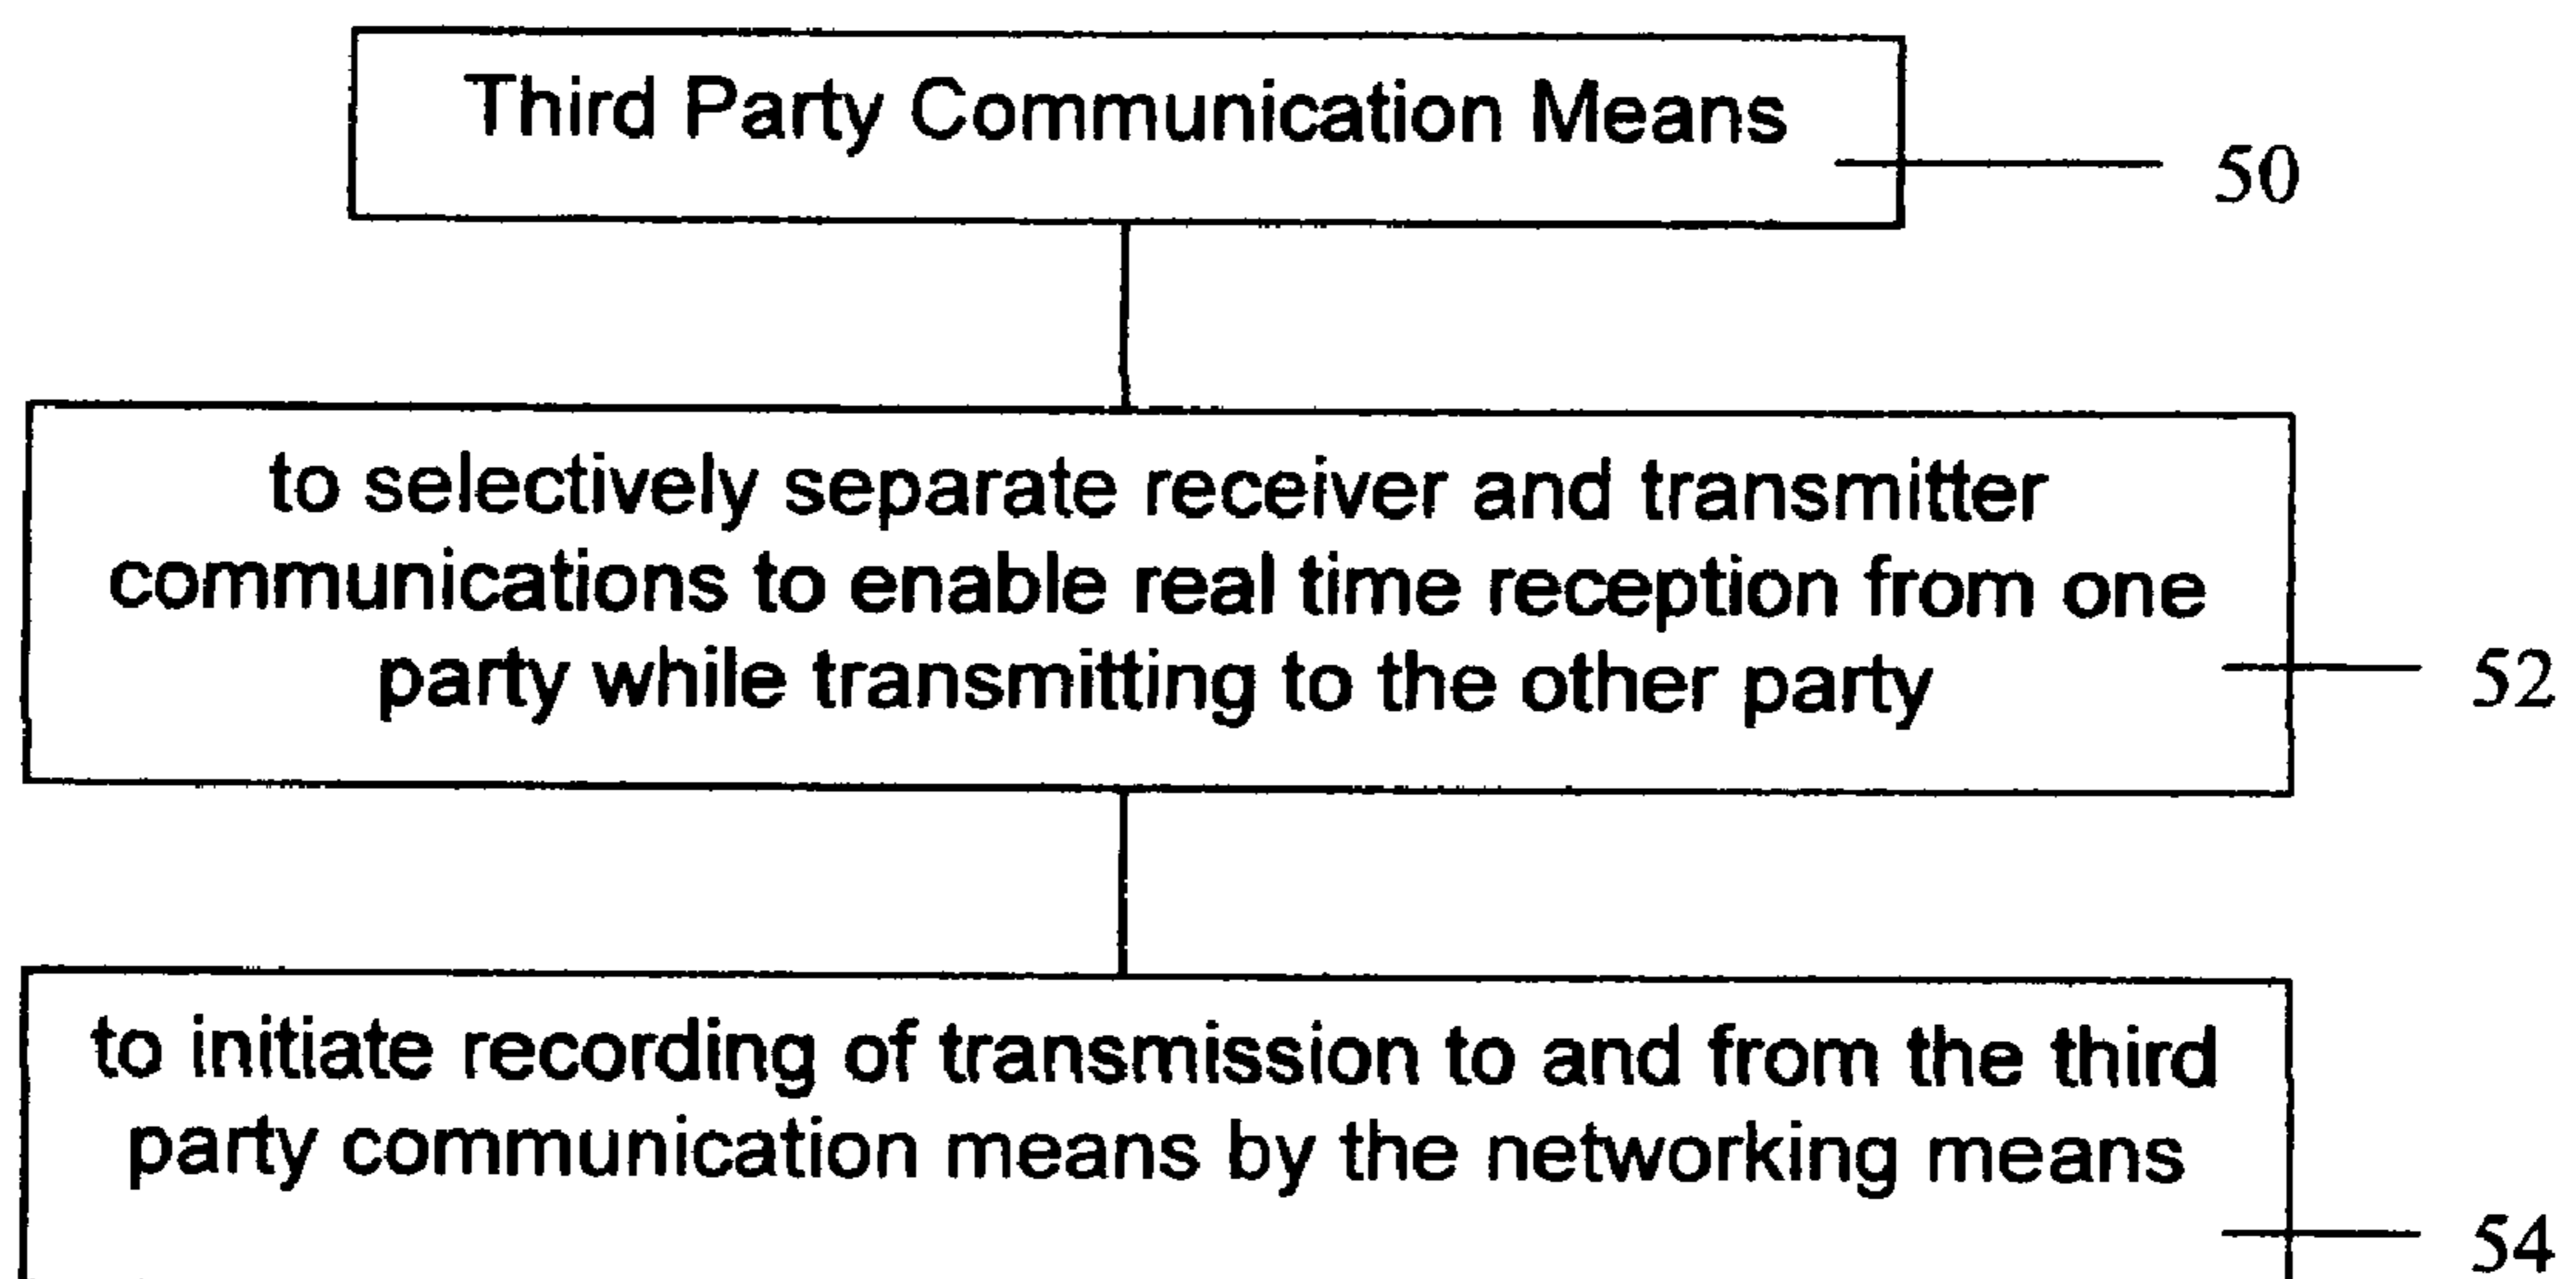 Third Party Communication Means
50
to selectively separate receiver and transmitter
communications to enable real time reception from one
party while transmitting to the other party
52
to initiate recording of transmission to and from the third
party communication means by the networking means
54